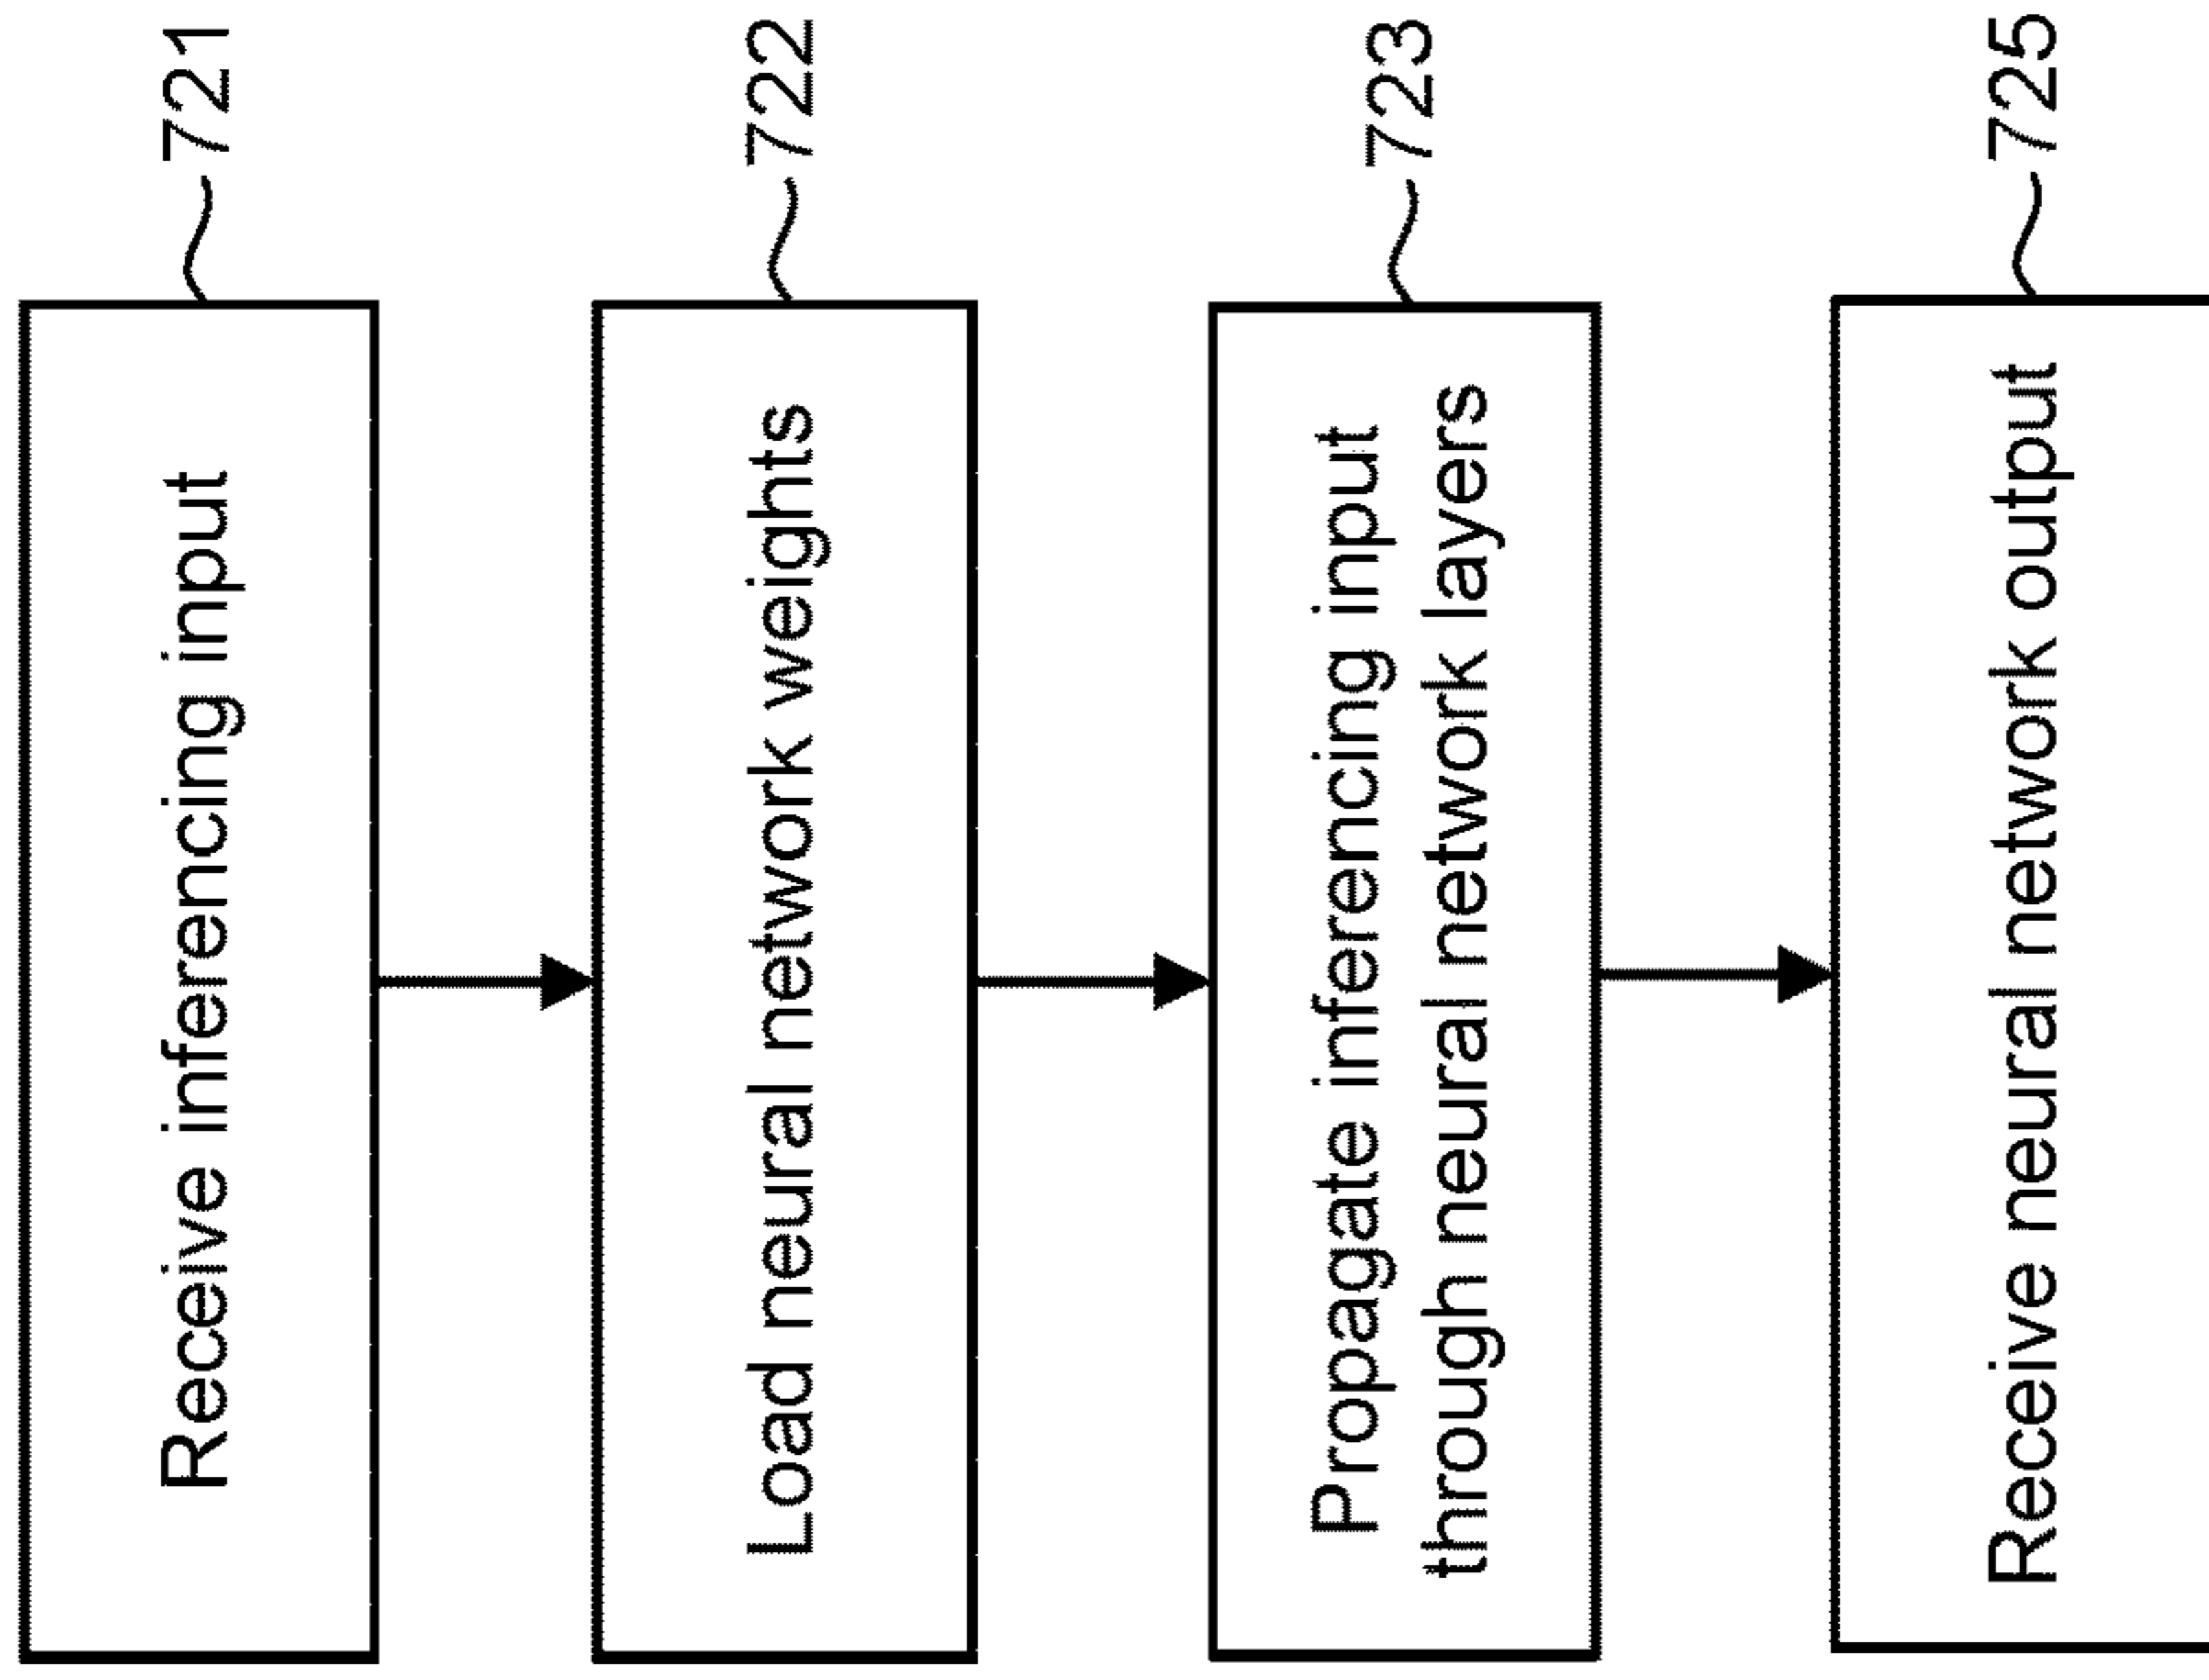 Receive inferencing input
721
Load neural network weights
722
Propagate inferencing input
through neural network layers
723
Receive neural network output
725